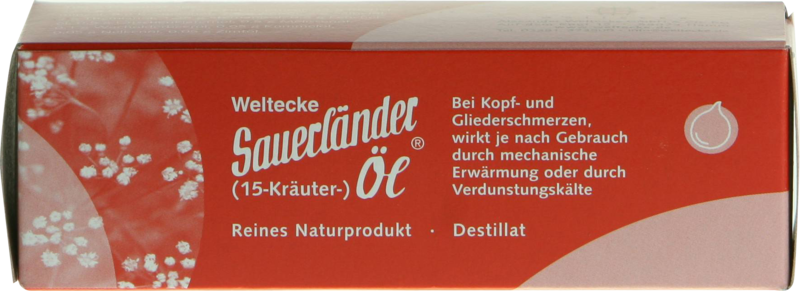 Weltecke
Sauerländer®
(15-Kräuter-) Öl
Reines Naturprodukt · Destillat
Bei Kopf- und
Gliederschmerzen,
wirkt je nach Gebrauch
durch mechanische
Erwärmung oder durch
Verdunstungskälte